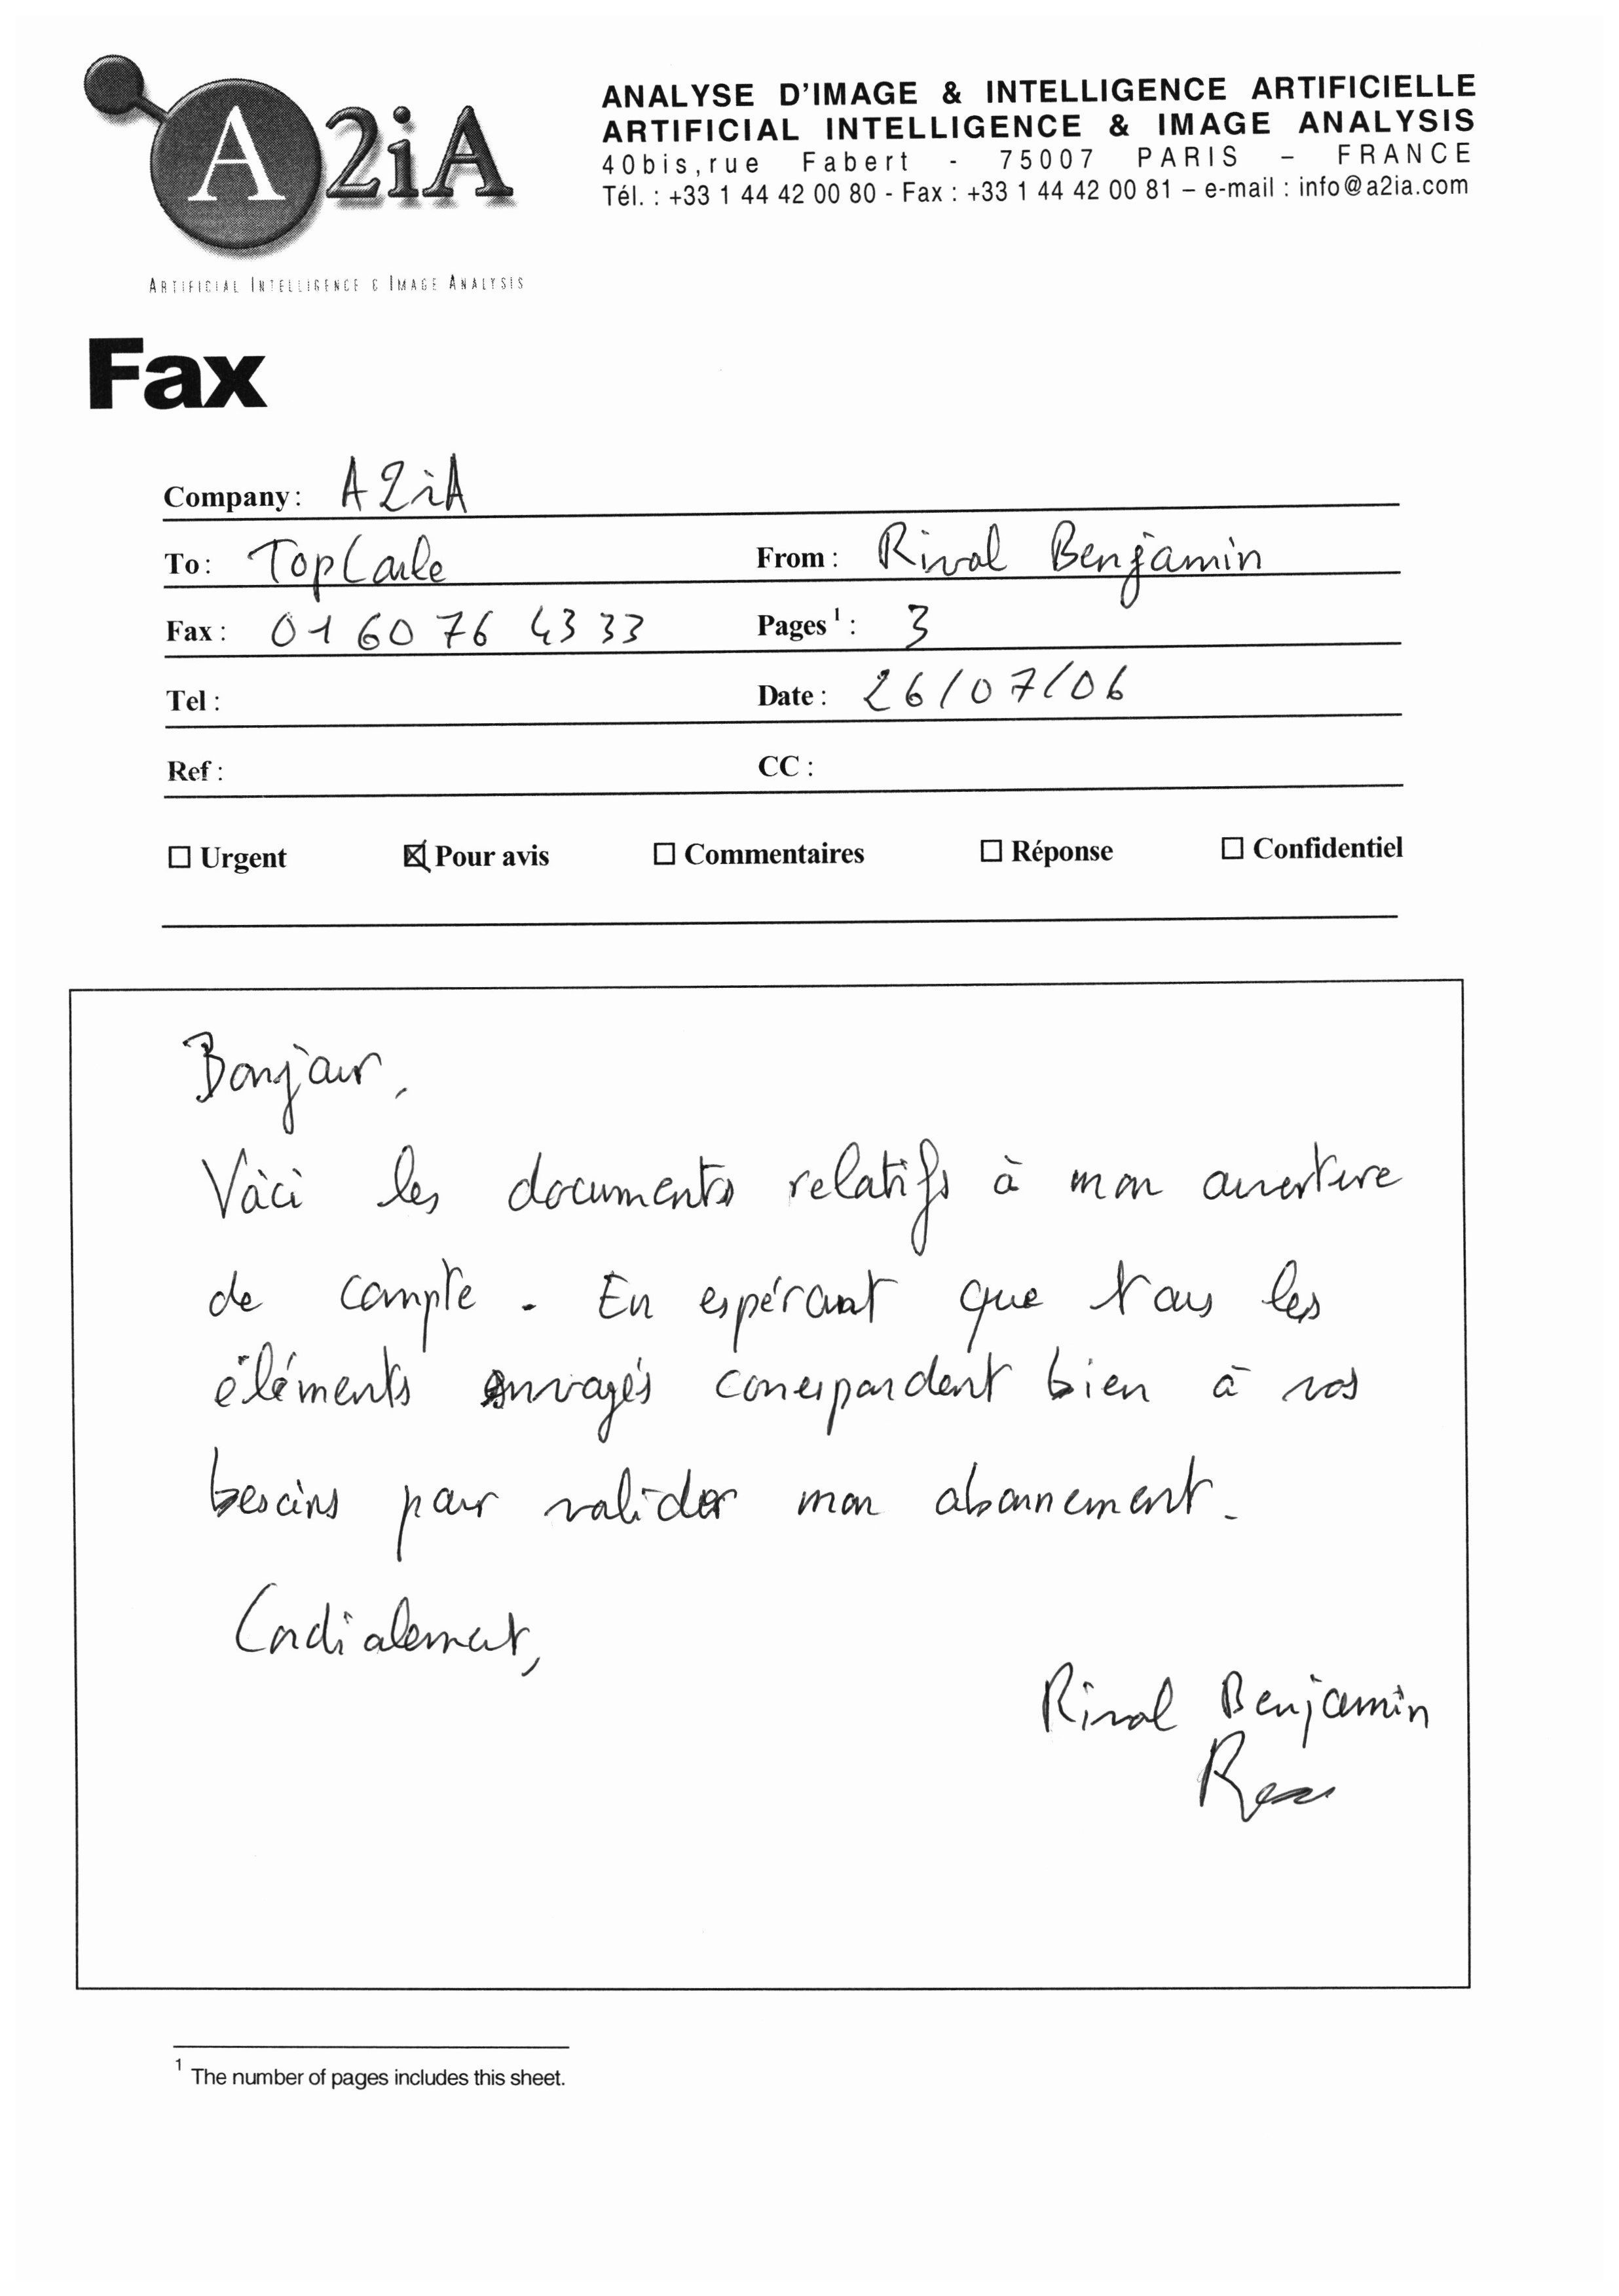 A2iA
ARTIFICIAL INTELLIGENCE & IMAGE ANALYSIS
ANALYSE D'IMAGE & INTELLIGENCE ARTIFICIELLE
ARTIFICIAL INTELLIGENCE & IMAGE ANALYSIS
40bis,rue Fabert - 75007 PARIS – FRANCE
Tél. : +33 1 44 42 00 80 - Fax : +33 1 44 42 00 81 – e-mail : info@a2ia.com
Fax
Company: A2iA
To: From: Rival Benjamin
Fax: 01 60 76 43 33 Pages 1: 3
Tel : Date : 26/07/06
Ref : CC :
☐ Urgent ☒ Pour avis ☐ Commentaires ☐ Réponse ☐ Confidentiel
Bonjour,
Voici les documents relatifs à mon ouverture
de compte. En espérant que tous les
éléments envoyés correspondent bien à vos
besoins pour valider mon abonnement.
Cordialement,
Rival Benjamin
1 The number of pages includes this sheet.